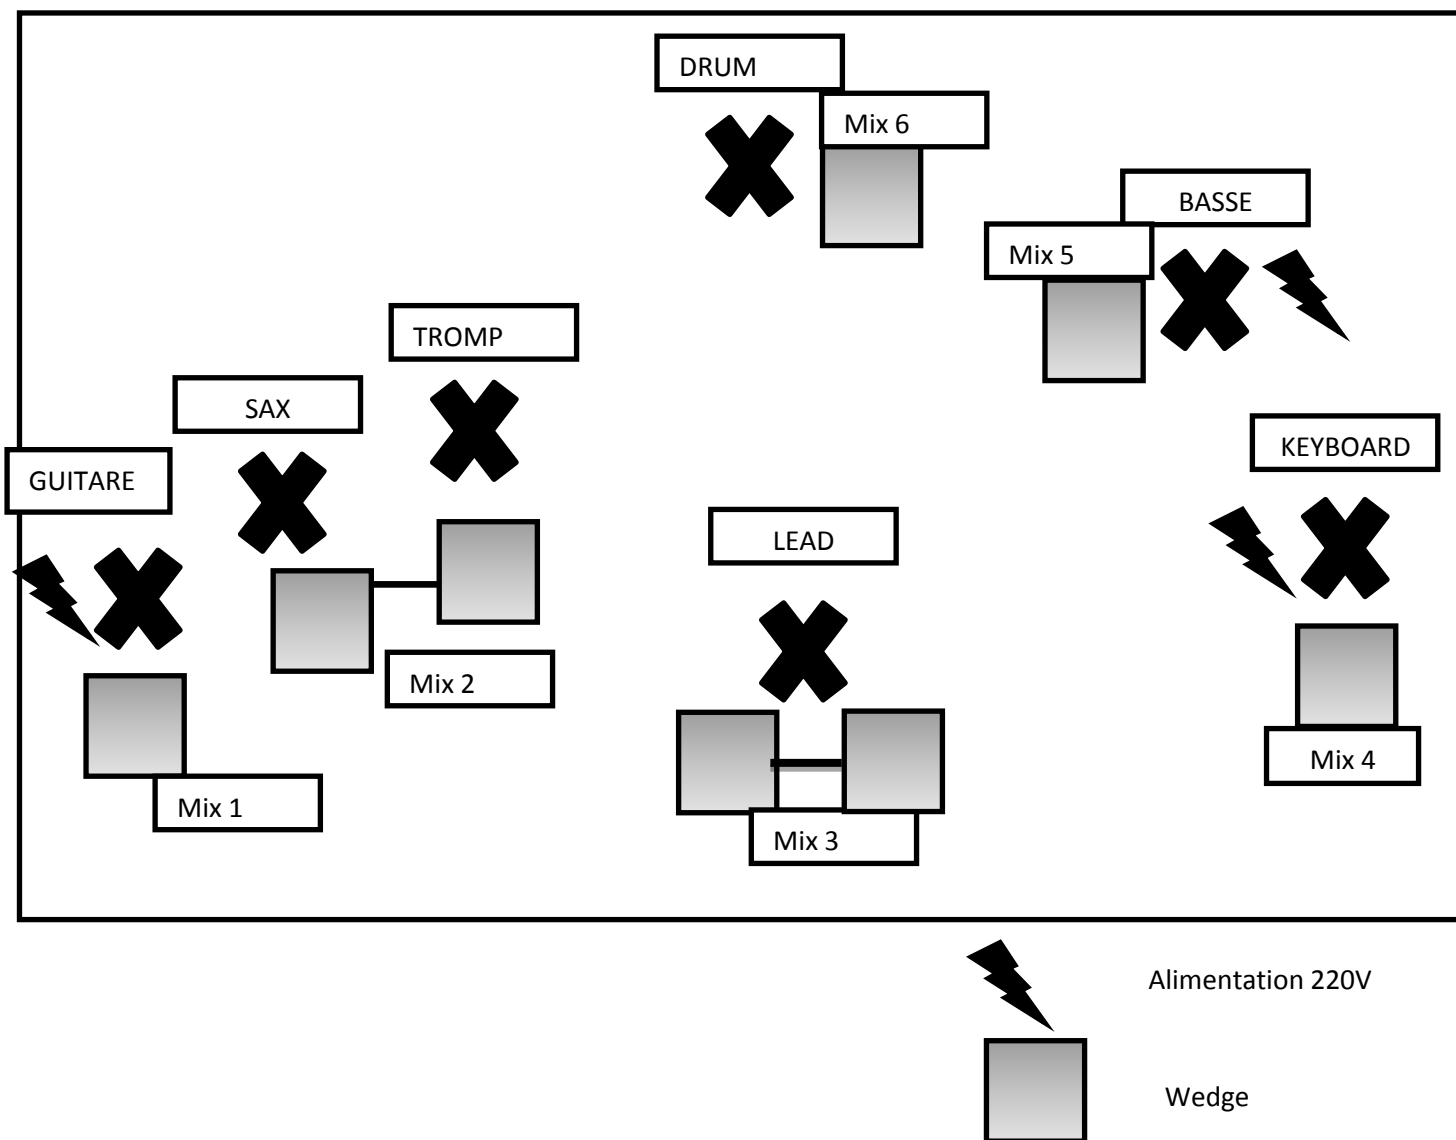 DRUM
Mix 6
BASSE
Mix 5
TROMP
SAX
KEYBOARD
GUITARE
LEAD
Mix 2
Mix 4
Mix 1
Mix 3
Alimentation 220V
Wedge